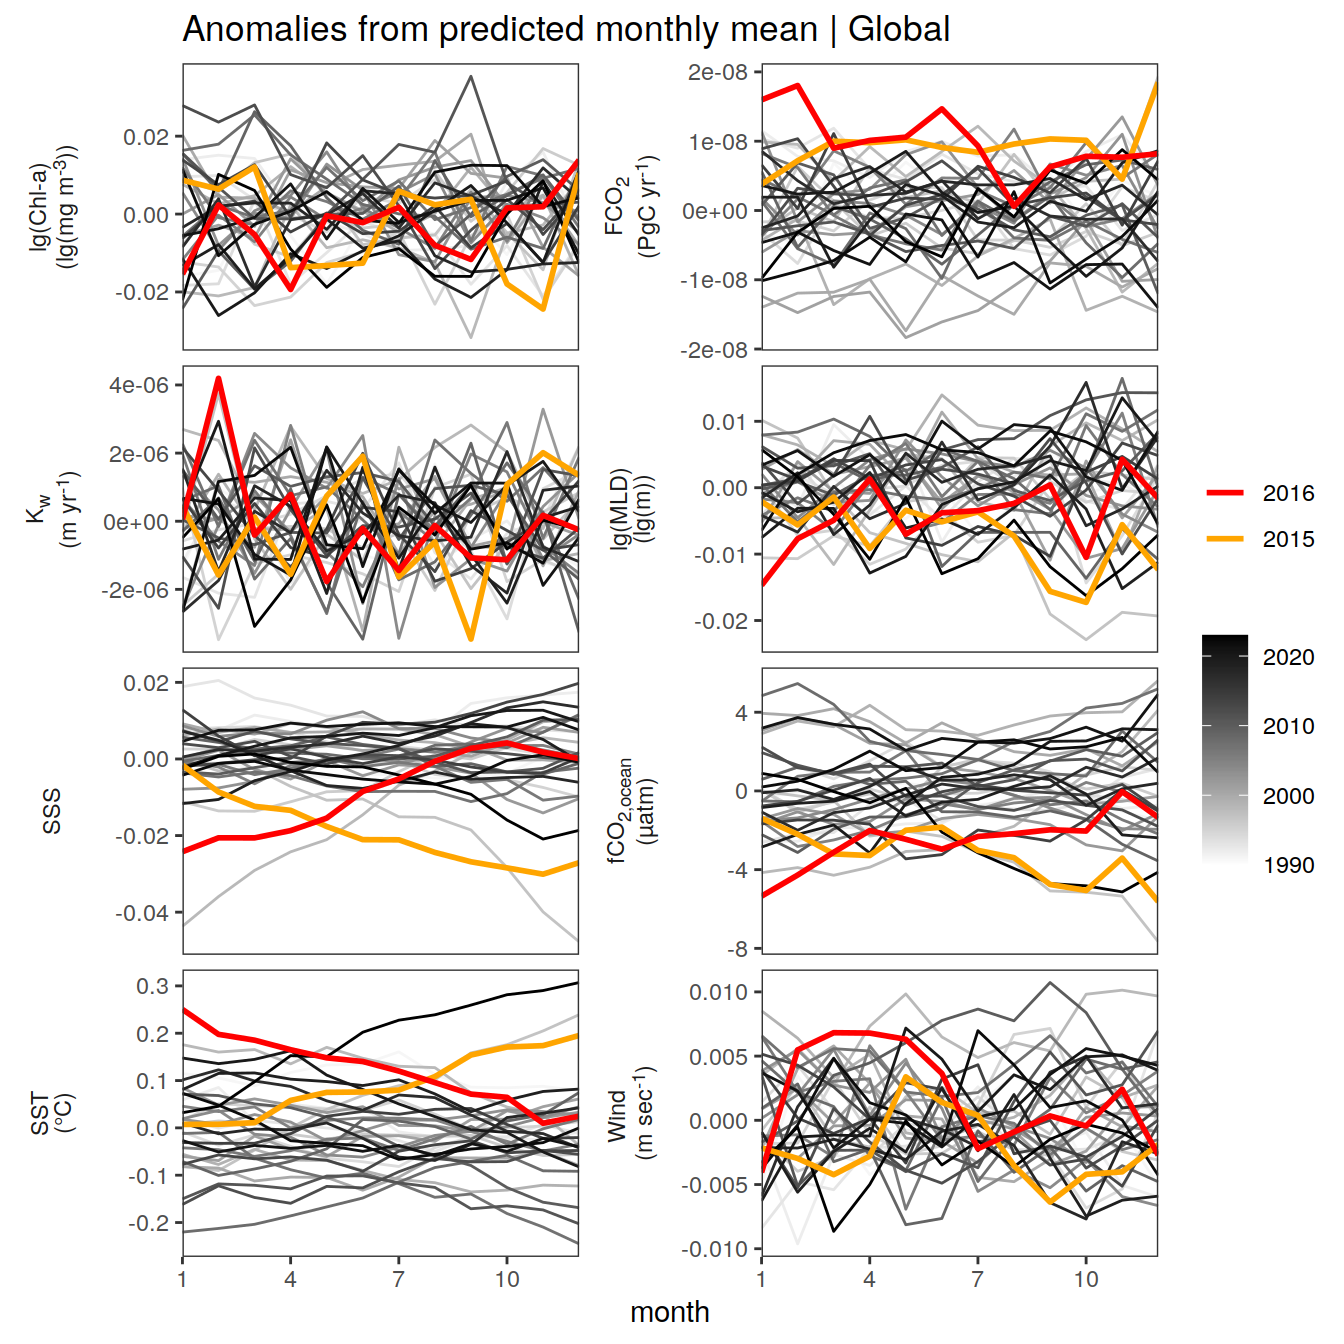 Anomalies from predicted monthly mean | Global
lg(Chl-a)
(lg(mg m⁻³))
0.02
0.00
-0.02
FCO₂
(PgC yr⁻¹)
2e-08
1e-08
0e+00
-1e-08
-2e-08
K_w
(m yr⁻¹)
4e-06
2e-06
0e+00
-2e-06
lg(MLD)
(lg(m))
0.01
0.00
-0.01
-0.02
SSS
0.02
0.00
-0.02
-0.04
fCO₂,ocean
(µatm)
4
0
-4
-8
SST
(°C)
0.3
0.2
0.1
0.0
-0.1
-0.2
Wind
(m sec⁻¹)
0.010
0.005
0.000
-0.005
-0.010
1 4 7 10
1 4 7 10
month
2016
2015
2020
2010
2000
1990